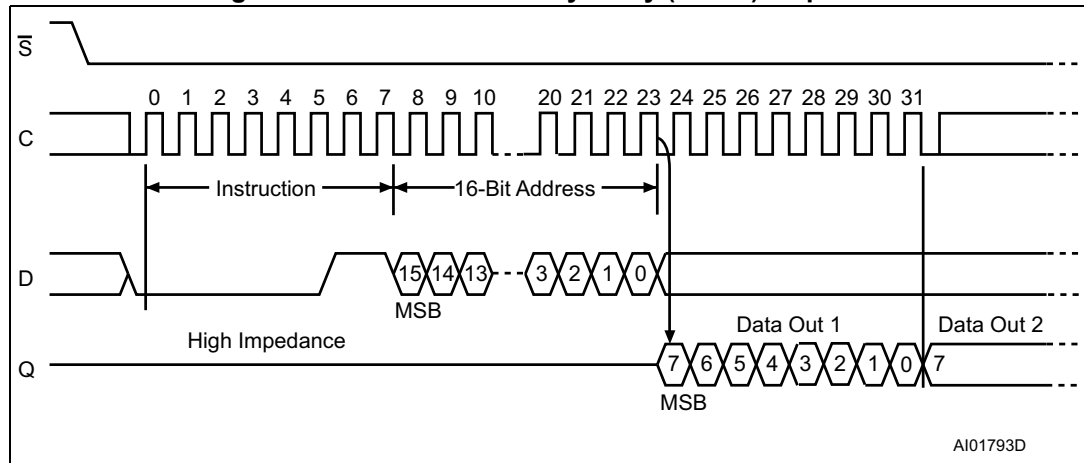 S
0 1 2 3 4 5 6 7 8 9 10 20 21 22 23 24 25 26 27 28 29 30 31
C
Instruction 16-Bit Address
D 15 14 13 3 2 1 0
MSB
High Impedance Data Out 1 Data Out 2
Q 7 6 5 4 3 2 1 0 7
MSB
AI01793D